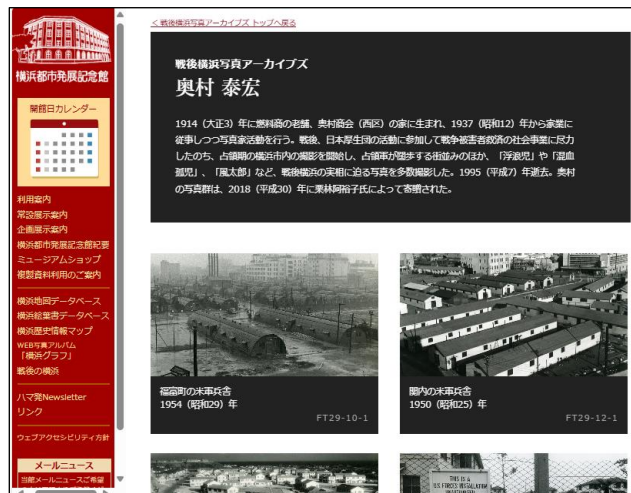 横浜都市発展記念館
開館日カレンダー
利用案内
常設展示案内
企画展示案内
横浜都市発展記念館紀要
ミュージアムショップ
複製資料利用のご案内
横浜地図データベース
横浜絵葉書データベース
横浜歴史情報マップ
WEB写真アルバム
「横浜グラフ」
戦後の横浜
ハマ発Newsletter
リンク
ウェブアクセシビリティ方針
メールニュース
当館メールニュースご希望
< 戦後横浜写真アーカイブズ トップへ戻る
戦後横浜写真アーカイブズ
奥村 泰宏
1914（大正3）年に燃料商の老舗、奥村商会（西区）の家に生まれ、1937（昭和12）年から家業に
従事しつつ写真家活動を行う。戦後、日本厚生団の活動に参加して戦争被害者救済の社会事業に尽力
したのち、占領期の横浜市内の撮影を開始し、占領軍が闊歩する街並みのほか、「浮浪児」や「混血
孤児」、「風太郎」など、戦後横浜の実相に迫る写真を多数撮影した。1995（平成7）年逝去。奥村
の写真群は、2018（平成30）年に栗林阿裕子氏によって寄贈された。
福富町の米軍兵舎
1954（昭和29）年
FT29-10-1
関内の米軍兵舎
1950（昭和25）年
FT29-12-1
THIS IS A
U.S. FORCES INSTALLATION